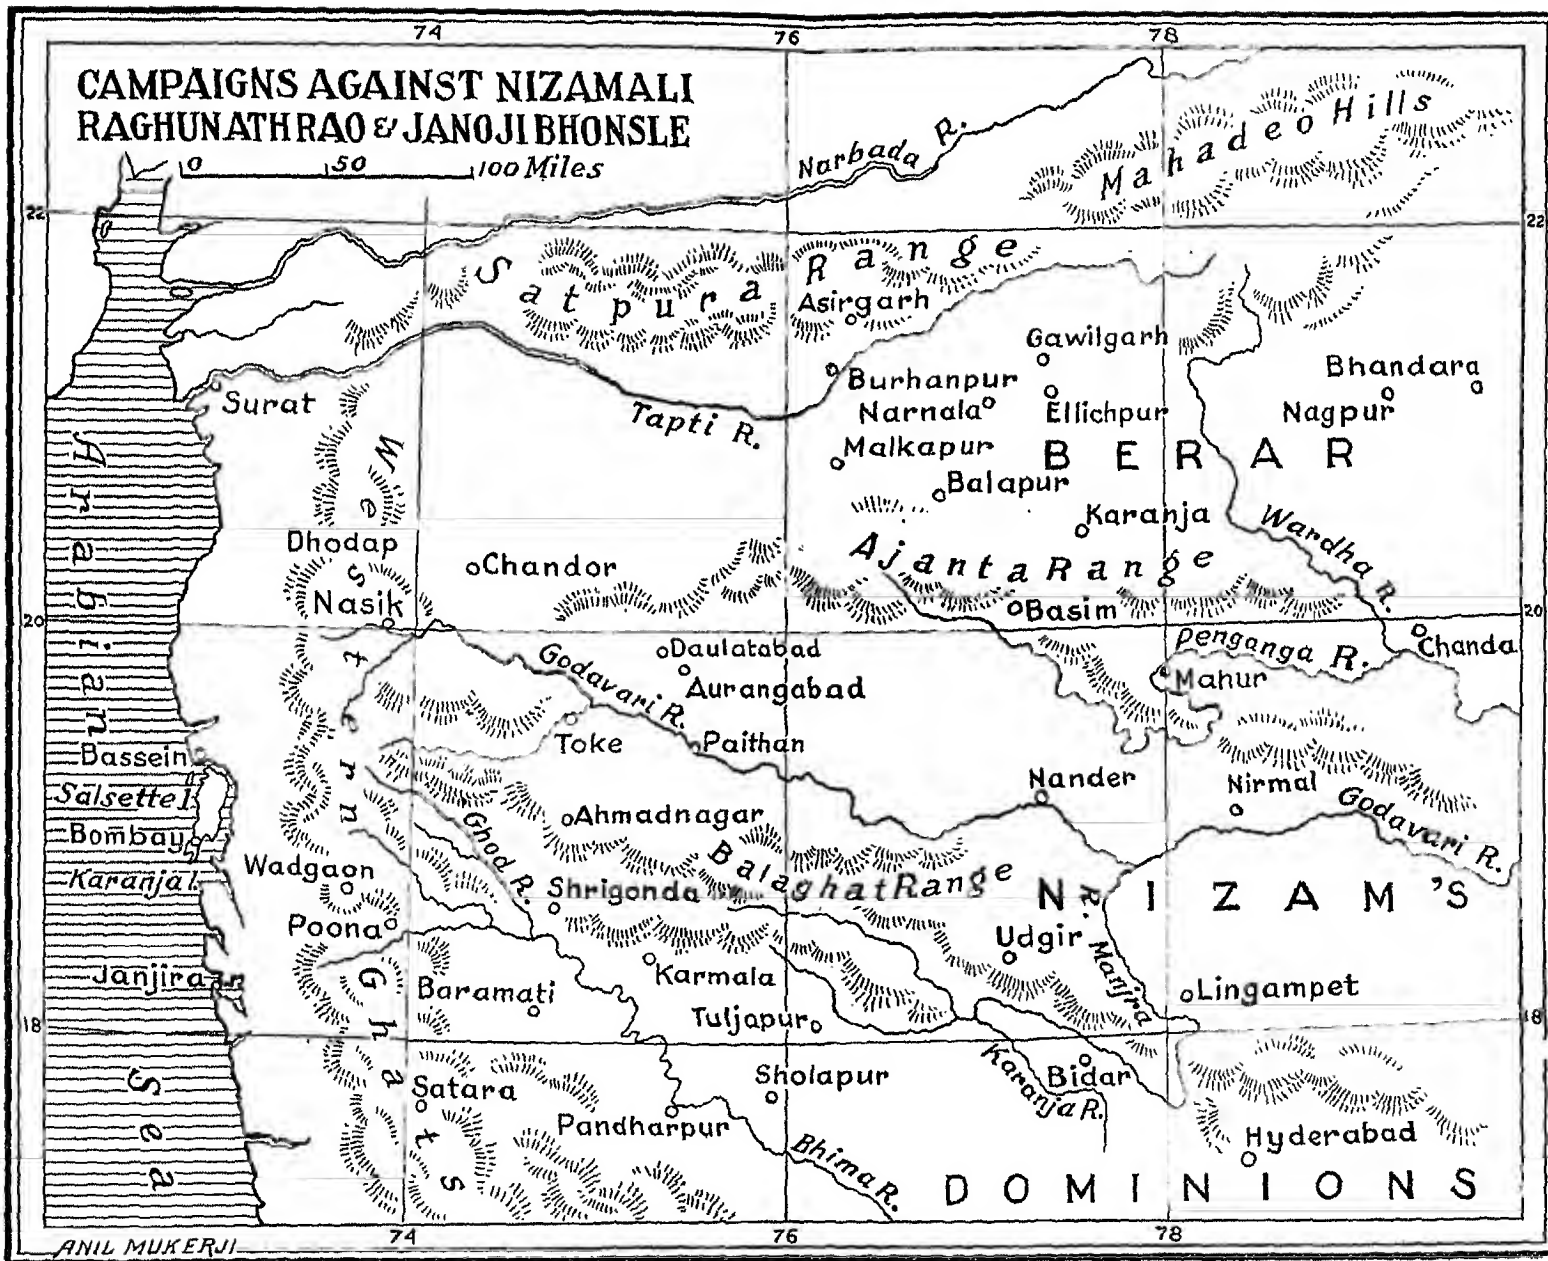 74 76 78
CAMPAIGNS AGAINST NIZAMALI
RAGHUNATHRAO & JANOJI BHONSLE
0 50 100 Miles
Narbada R.
Mahadeo Hills
22 22
Satpura Range
Asirgarh
Gawilgarh
Bhandara
Burhanpur
Surat
Narnala
Ellichpur
Nagpur
Tapti R.
Malkapur
BERAR
Balapur
Karanja
Wardha R.
Dhodap
Chandor
Ajanta Range
Nasik
Basim
20 20
Penganga R.
Chanda
Daulatabad
Godavari R.
Aurangabad
Mahur
Toke
Paithan
Bassein
Nander
Nirmal
Salsette I.
Godavari R.
Ahmadnagar
Bombay
Ghod R.
Balaghat Range
Wadgaon
Karanja I.
Shrigonda
NIZAM'S
Poona
Udgir
R. Manjra
Janjira
Karmala
Baramati
Lingampet
Tuljapur
18 18
Karanja R.
Bidar
Satara
Sholapur
Pandharpur
Hyderabad
Bhima R.
DOMINIONS
Arabian Sea
Western Ghats
74 76 78
ANIL MUKERJI